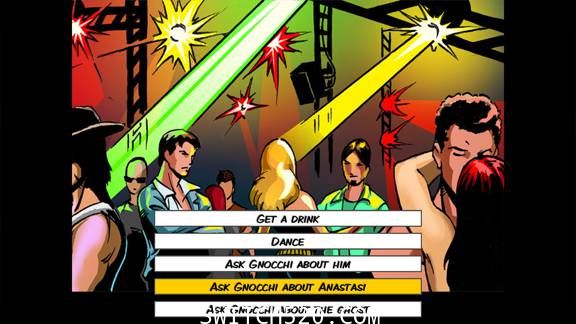 Get a drink
Dance
Ask Gnocchi about him
Ask Gnocchi about Anastasi
Ask Gnocchi about the ghost
SWITCH520.COM